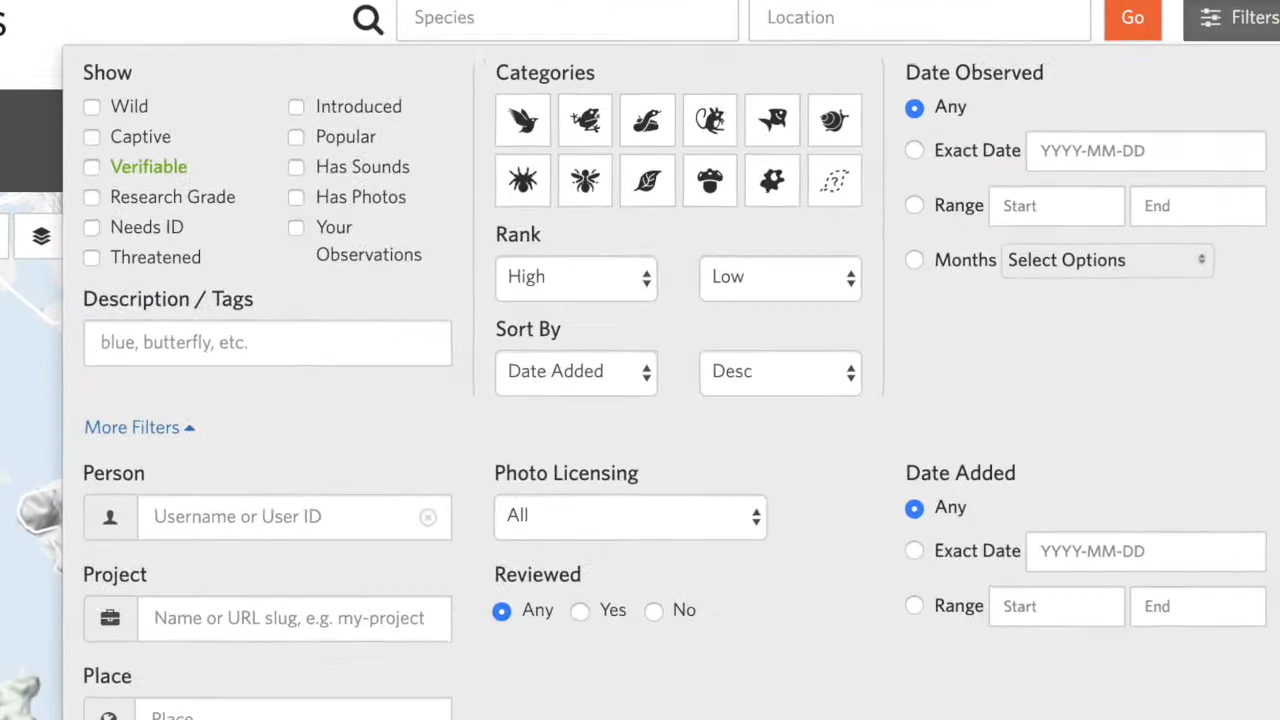 s
Species
Location
Go
Filters
Show
Wild
Captive
Verifiable
Research Grade
Needs ID
Threatened
Introduced
Popular
Has Sounds
Has Photos
Your
Observations
Description / Tags
blue, butterfly, etc.
Categories
?
Rank
High
Low
Sort By
Date Added
Desc
Date Observed
Any
Exact Date
YYYY-MM-DD
Range
Start
End
Months
Select Options
More Filters
Person
Username or User ID
Project
Name or URL slug, e.g. my-project
Place
Place
Photo Licensing
All
Reviewed
Any
Yes
No
Date Added
Any
Exact Date
YYYY-MM-DD
Range
Start
End